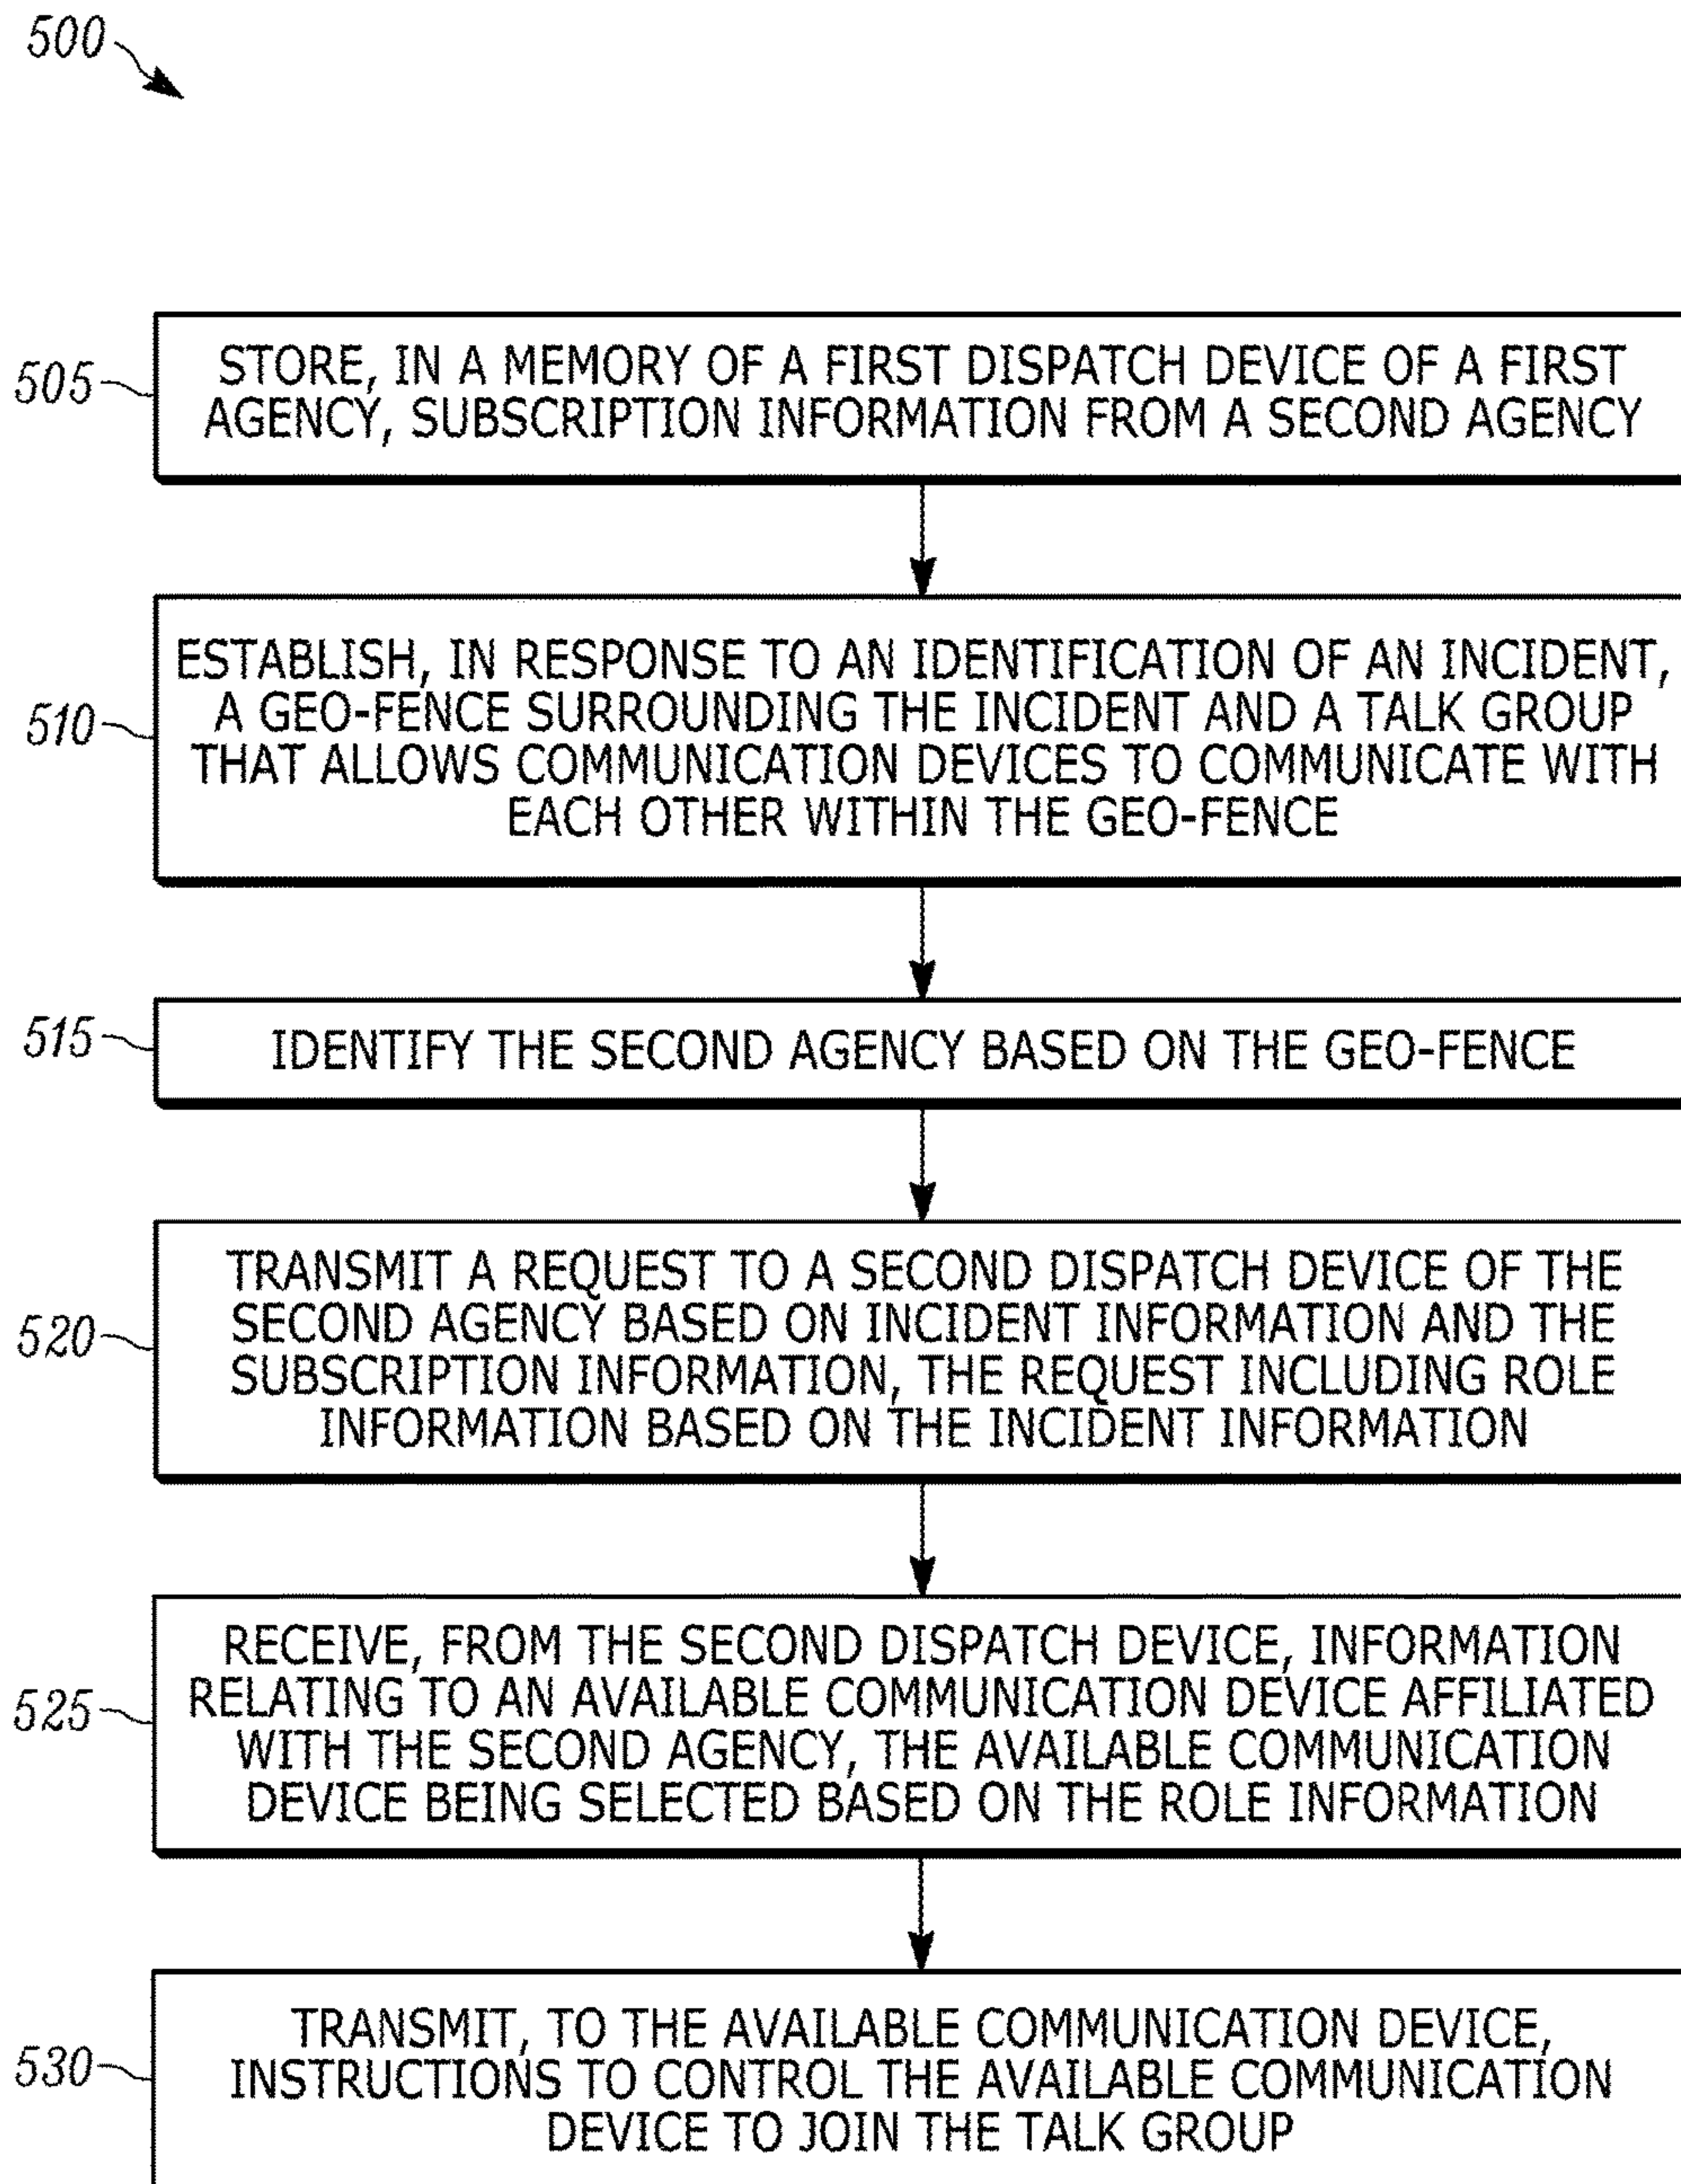 500
505
STORE, IN A MEMORY OF A FIRST DISPATCH DEVICE OF A FIRST
AGENCY, SUBSCRIPTION INFORMATION FROM A SECOND AGENCY
510
ESTABLISH, IN RESPONSE TO AN IDENTIFICATION OF AN INCIDENT,
A GEO-FENCE SURROUNDING THE INCIDENT AND A TALK GROUP
THAT ALLOWS COMMUNICATION DEVICES TO COMMUNICATE WITH
EACH OTHER WITHIN THE GEO-FENCE
515
IDENTIFY THE SECOND AGENCY BASED ON THE GEO-FENCE
520
TRANSMIT A REQUEST TO A SECOND DISPATCH DEVICE OF THE
SECOND AGENCY BASED ON INCIDENT INFORMATION AND THE
SUBSCRIPTION INFORMATION, THE REQUEST INCLUDING ROLE
INFORMATION BASED ON THE INCIDENT INFORMATION
525
RECEIVE, FROM THE SECOND DISPATCH DEVICE, INFORMATION
RELATING TO AN AVAILABLE COMMUNICATION DEVICE AFFILIATED
WITH THE SECOND AGENCY, THE AVAILABLE COMMUNICATION
DEVICE BEING SELECTED BASED ON THE ROLE INFORMATION
530
TRANSMIT, TO THE AVAILABLE COMMUNICATION DEVICE,
INSTRUCTIONS TO CONTROL THE AVAILABLE COMMUNICATION
DEVICE TO JOIN THE TALK GROUP